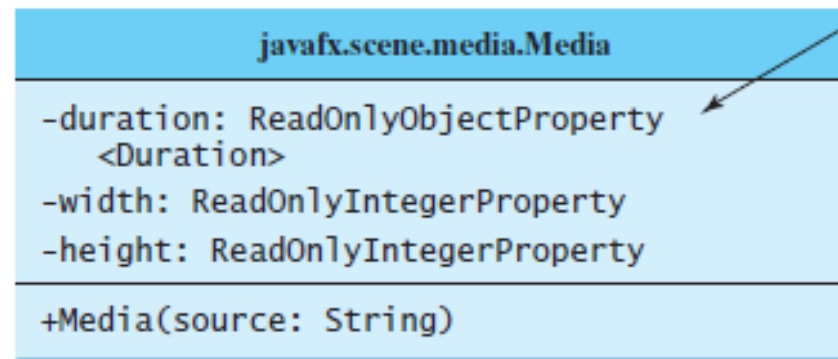 javafx.scene.media.Media
-duration: ReadOnlyObjectProperty
<Duration>
-width: ReadOnlyIntegerProperty
-height: ReadOnlyIntegerProperty
+Media(source: String)